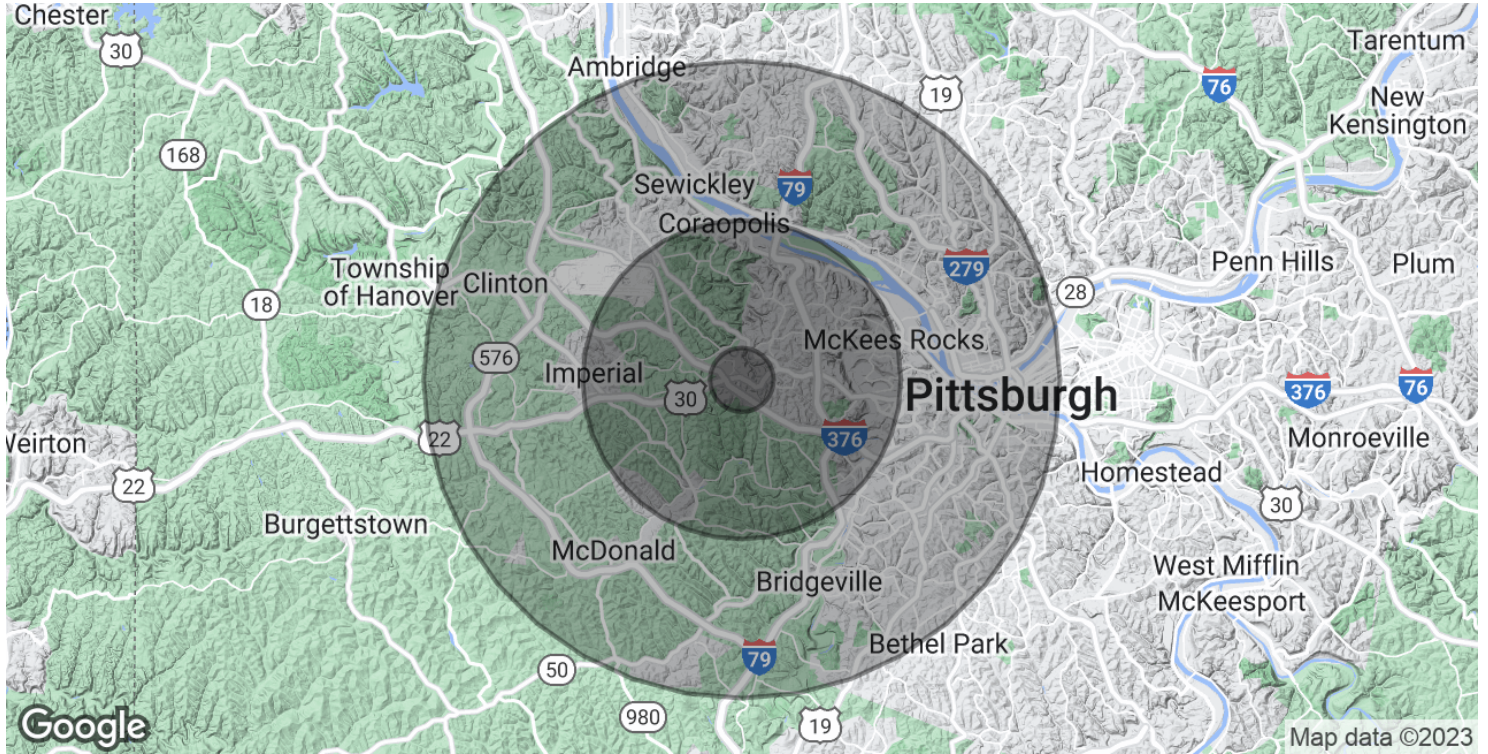 Chester
30
Ambridge
19
76
Tarentum
New
Kensington
168
Sewickley
79
Coraopolis
279
Penn Hills
Plum
Township
of Hanover
Clinton
18
28
576
McKees Rocks
Imperial
30
Pittsburgh
376
76
22
376
Monroeville
Weirton
22
Homestead
30
Burgettstown
McDonald
Bridgeville
West Mifflin
McKeesport
Bethel Park
79
50
980
19
Google
Map data ©2023